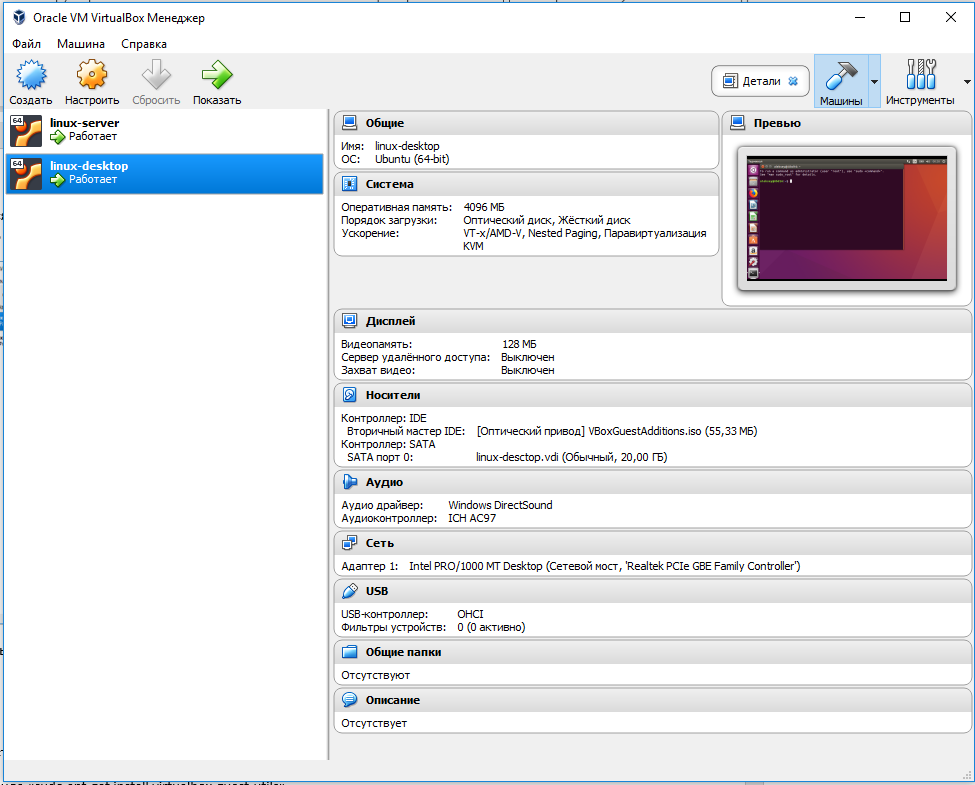 Oracle VM VirtualBox Менеджер
Файл Машина Справка
Создать Настроить Сбросить Показать
Детали Машины Инструменты
64 linux-server
Работает
64 linux-desktop
Работает
Общие
Имя: linux-desktop
ОС: Ubuntu (64-bit)
Превью
Система
Оперативная память: 4096 МБ
Порядок загрузки: Оптический диск, Жёсткий диск
Ускорение: VT-x/AMD-V, Nested Paging, Паравиртуализация
KVM
Дисплей
Видеопамять: 128 МБ
Сервер удалённого доступа: Выключен
Захват видео: Выключен
Носители
Контроллер: IDE
Вторичный мастер IDE: [Оптический привод] VBoxGuestAdditions.iso (55,33 МБ)
Контроллер: SATA
SATA порт 0: linux-desctop.vdi (Обычный, 20,00 ГБ)
Аудио
Аудио драйвер: Windows DirectSound
Аудиоконтроллер: ICH AC97
Сеть
Адаптер 1: Intel PRO/1000 MT Desktop (Сетевой мост, 'Realtek PCIe GBE Family Controller')
USB
USB-контроллер: OHCI
Фильтры устройств: 0 (0 активно)
Общие папки
Отсутствуют
Описание
Отсутствует